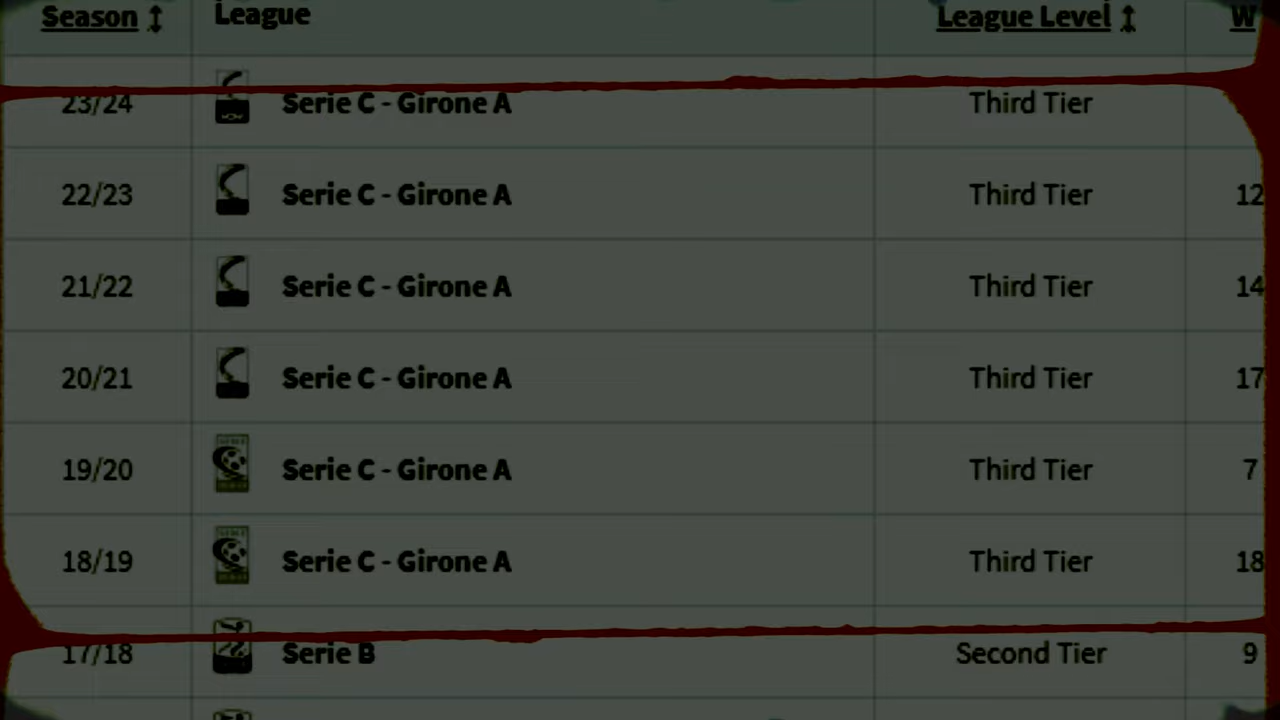 Season League League Level W
23/24 Serie C - Girone A Third Tier
22/23 Serie C - Girone A Third Tier 12
21/22 Serie C - Girone A Third Tier 14
20/21 Serie C - Girone A Third Tier 17
19/20 Serie C - Girone A Third Tier 7
18/19 Serie C - Girone A Third Tier 18
17/18 Serie B Second Tier 9